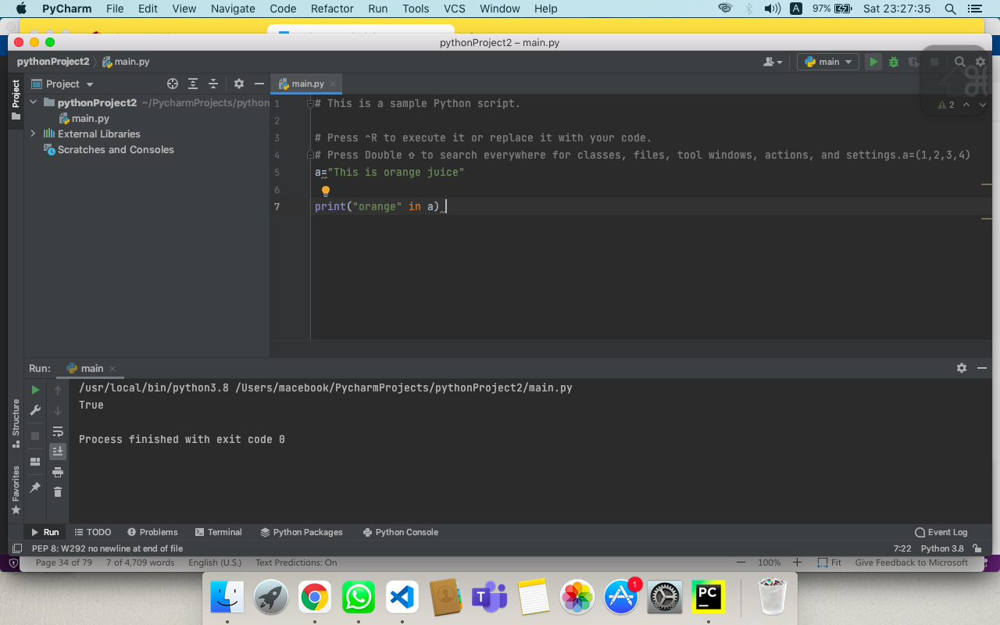 PyCharm File Edit View Navigate Code Refactor Run Tools VCS Window Help A 97% Sat 23:27:35
pythonProject2 – main.py
pythonProject2 main.py main
Project main.py
Project
pythonProject2 ~/PycharmProjects/python
main.py
External Libraries
Scratches and Consoles
2
1 # This is a sample Python script.
2
3 # Press ⌃R to execute it or replace it with your code.
4 # Press Double ⇧ to search everywhere for classes, files, tool windows, actions, and settings.a=(1,2,3,4)
5 a="This is orange juice"
6
7 print("orange" in a)
Run: main
/usr/local/bin/python3.8 /Users/macebook/PycharmProjects/pythonProject2/main.py
True
Process finished with exit code 0
Structure
Favorites
Run TODO Problems Terminal Python Packages Python Console Event Log
PEP 8: W292 no newline at end of file 7:22 Python 3.8
Page 34 of 79 7 of 4,709 words English (U.S.) Text Predictions: On 100% Fit Give Feedback to Microsoft
T
1
PC